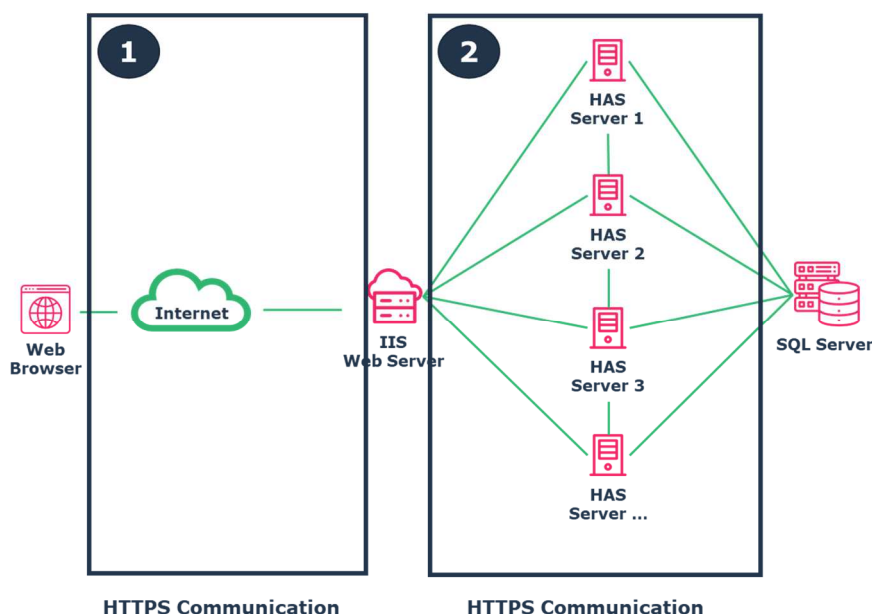 1
2
HAS
Server 1
HAS
Server 2
Internet
Web
Browser
IIS
Web Server
HAS
Server 3
SQL Server
HAS
Server ...
HTTPS Communication
HTTPS Communication